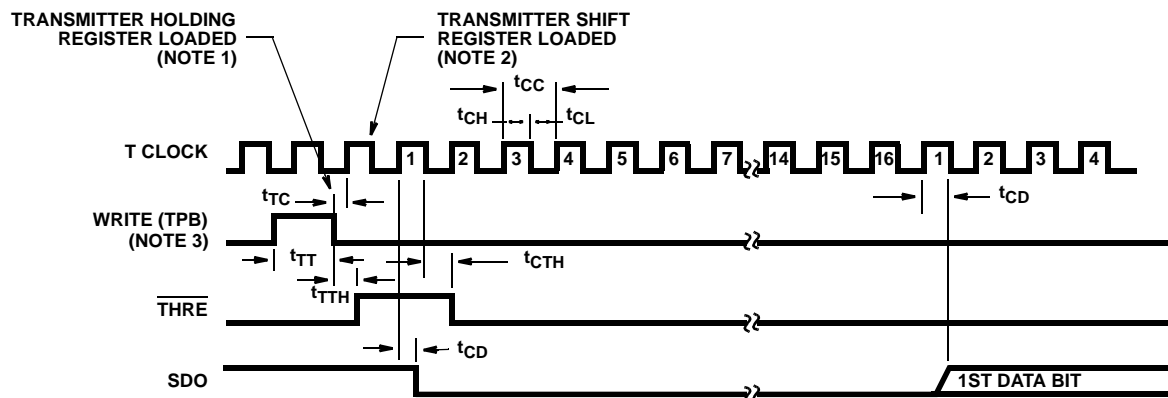 TRANSMITTER HOLDING
REGISTER LOADED
(NOTE 1)
TRANSMITTER SHIFT
REGISTER LOADED
(NOTE 2)
tCC
tCH
tCL
T CLOCK
1 2 3 4 5 6 7 14 15 16 1 2 3 4
tTC
tCD
WRITE (TPB)
(NOTE 3)
tTT
tCTH
tTTH
THRE
tCD
SDO
1ST DATA BIT